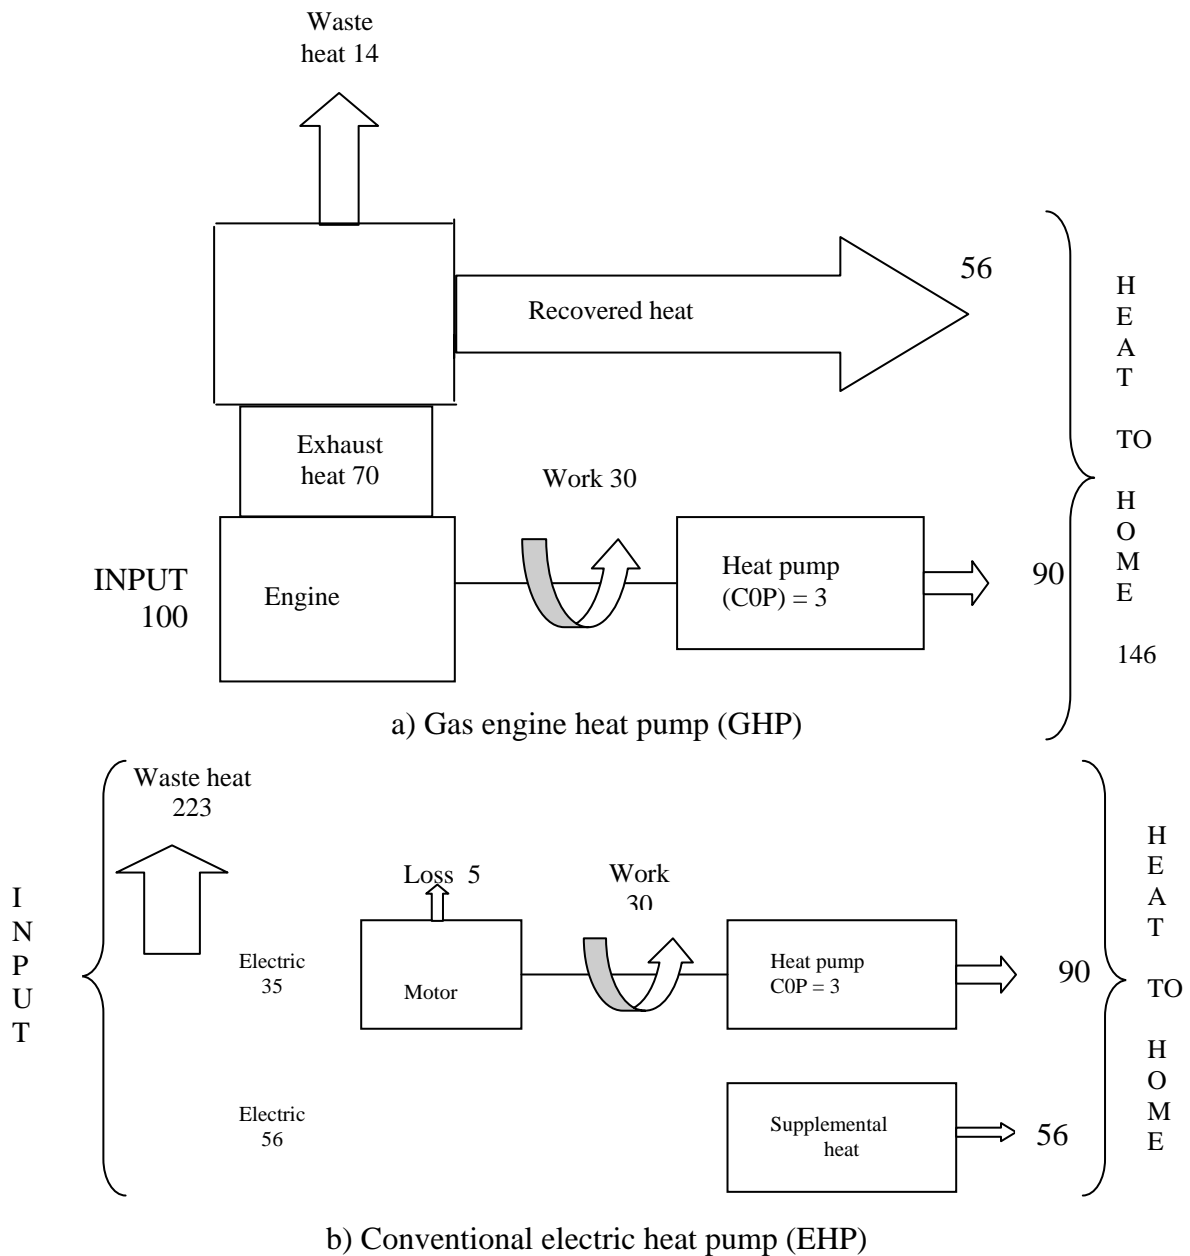 Waste
heat 14
56
Recovered heat
Exhaust
heat 70
Work 30
INPUT
100
Engine
Heat pump
(C0P) = 3
90
H
E
A
T
TO
H
O
M
E
146
a) Gas engine heat pump (GHP)
Waste heat
223
I
N
P
U
T
Loss 5
Work
30
Electric
35
Motor
Heat pump
C0P = 3
90
Electric
56
Supplemental
heat
56
H
E
A
T
TO
H
O
M
E
b) Conventional electric heat pump (EHP)